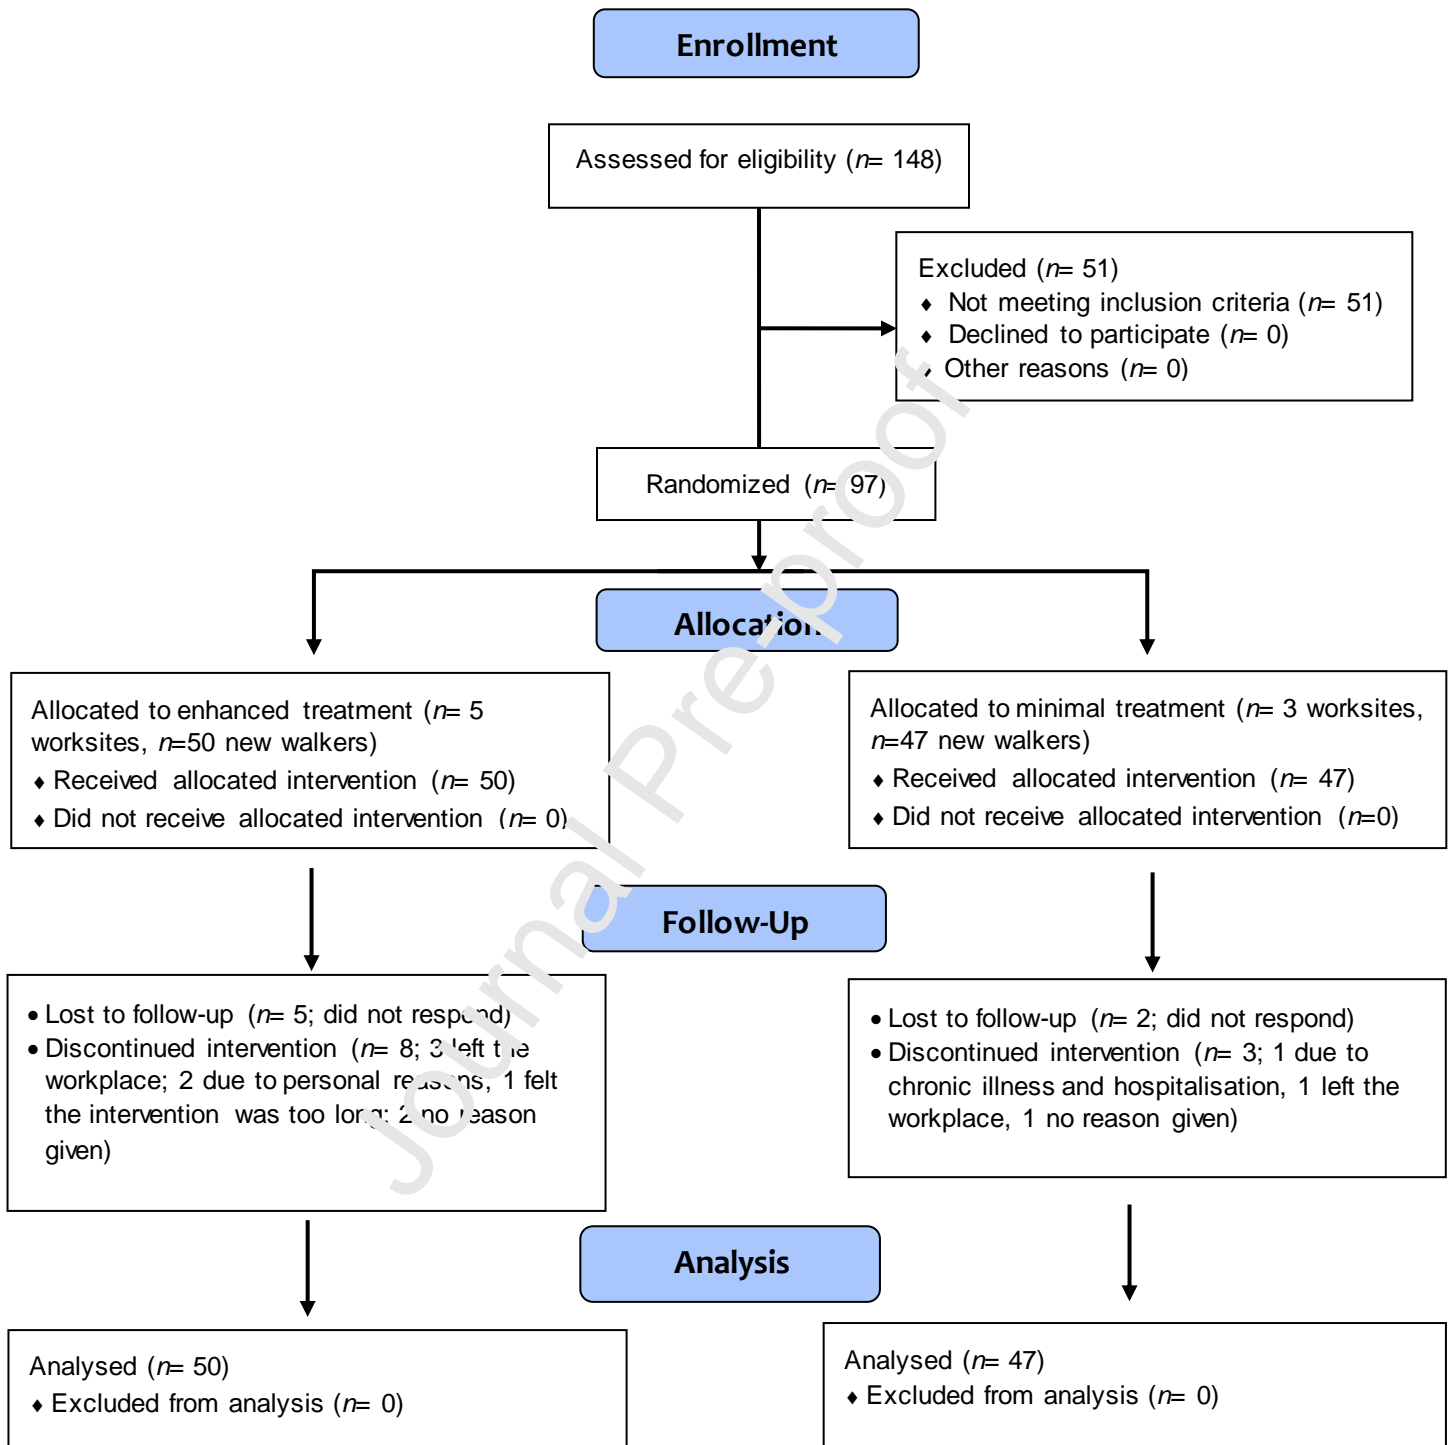 Enrollment
Assessed for eligibility (n= 148)
Excluded (n= 51)
♦ Not meeting inclusion criteria (n= 51)
♦ Declined to participate (n= 0)
♦ Other reasons (n= 0)
Randomized (n= 97)
Allocation
Allocated to enhanced treatment (n= 5
worksites, n=50 new walkers)
♦ Received allocated intervention (n= 50)
♦ Did not receive allocated intervention (n= 0)
Allocated to minimal treatment (n= 3 worksites,
n=47 new walkers)
♦ Received allocated intervention (n= 47)
♦ Did not receive allocated intervention (n=0)
Follow-Up
• Lost to follow-up (n= 5; did not respond)
• Discontinued intervention (n= 8; 3 left the
workplace; 2 due to personal reasons, 1 felt
the intervention was too long; 2 no reason
given)
• Lost to follow-up (n= 2; did not respond)
• Discontinued intervention (n= 3; 1 due to
chronic illness and hospitalisation, 1 left the
workplace, 1 no reason given)
Analysis
Analysed (n= 50)
♦ Excluded from analysis (n= 0)
Analysed (n= 47)
♦ Excluded from analysis (n= 0)
Journal Pre-proof